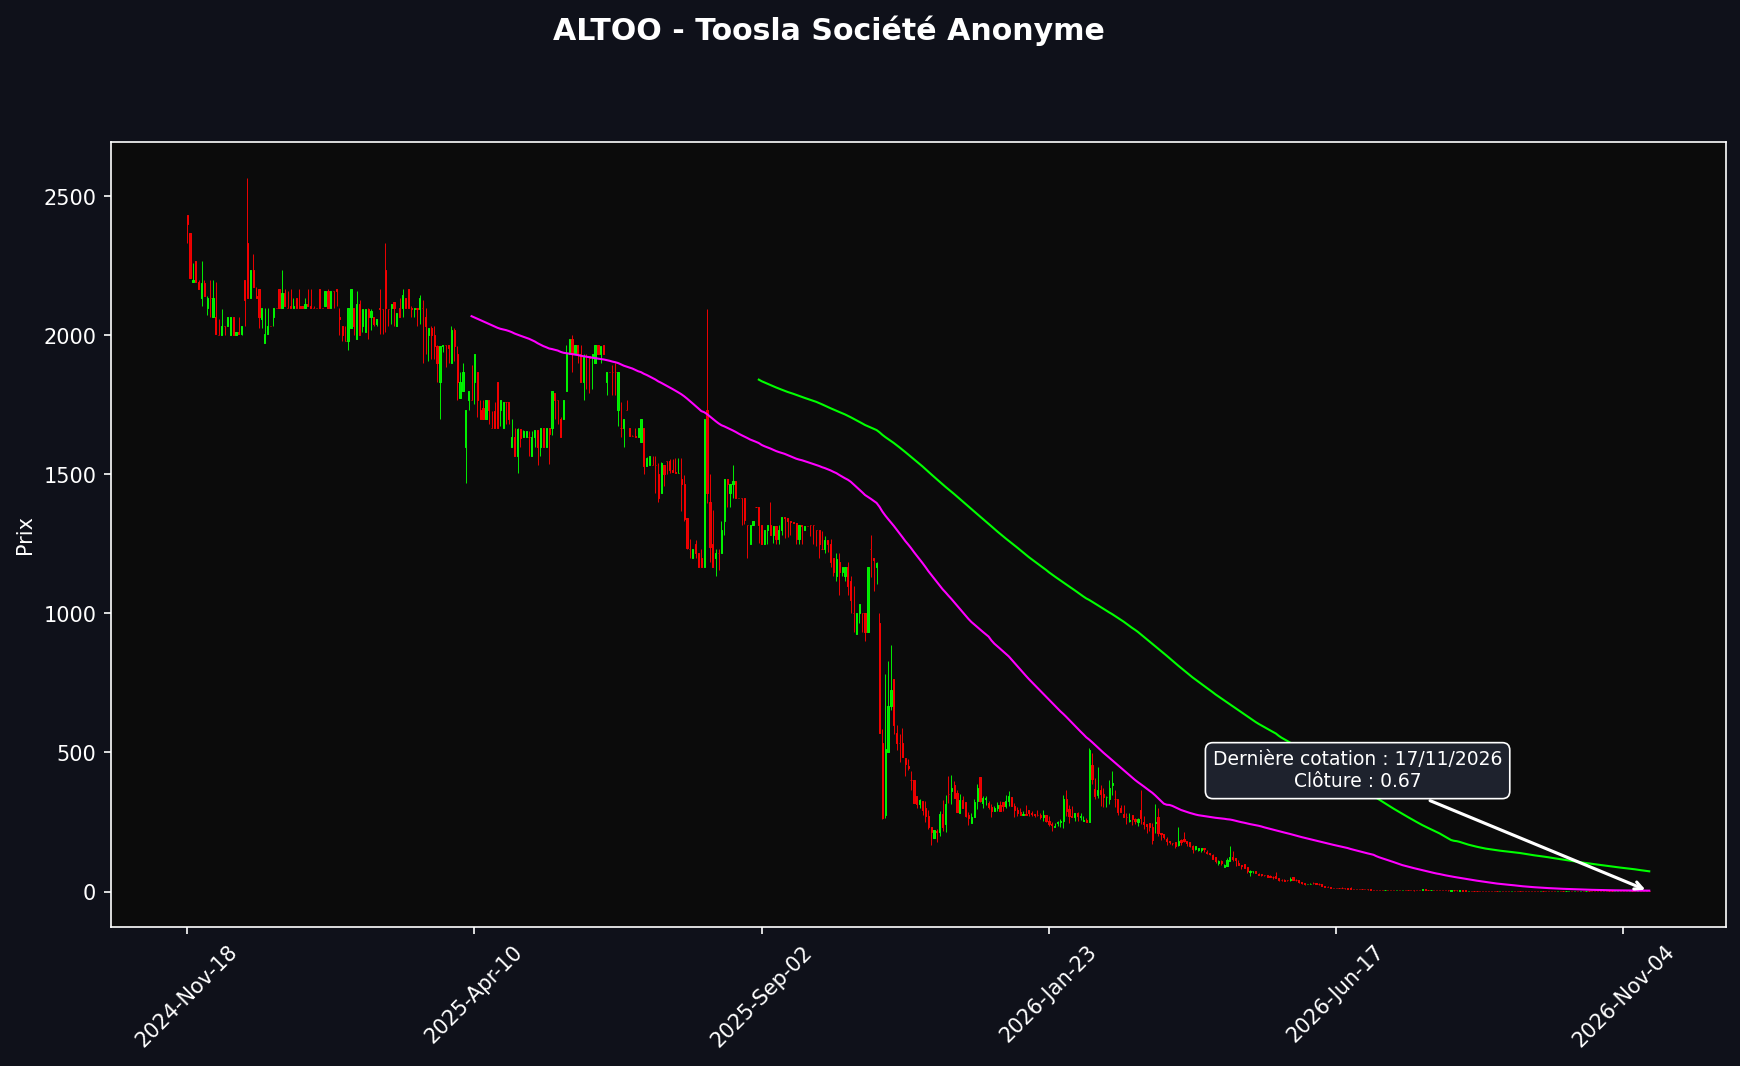 ALTOO - Toosla Société Anonyme
Prix
2500
2000
1500
1000
500
0
Dernière cotation : 17/11/2026
Clôture : 0.67
2024-Nov-18
2025-Apr-10
2025-Sep-02
2026-Jan-23
2026-Jun-17
2026-Nov-04